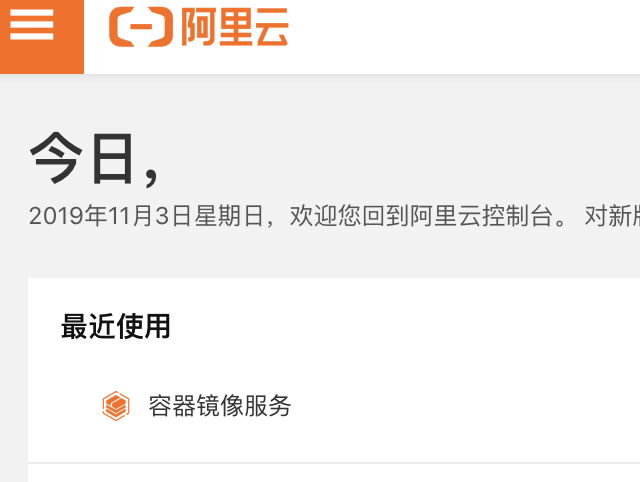 阿里云
今日，
2019年11月3日星期日，欢迎您回到阿里云控制台。 对新
最近使用
容器镜像服务